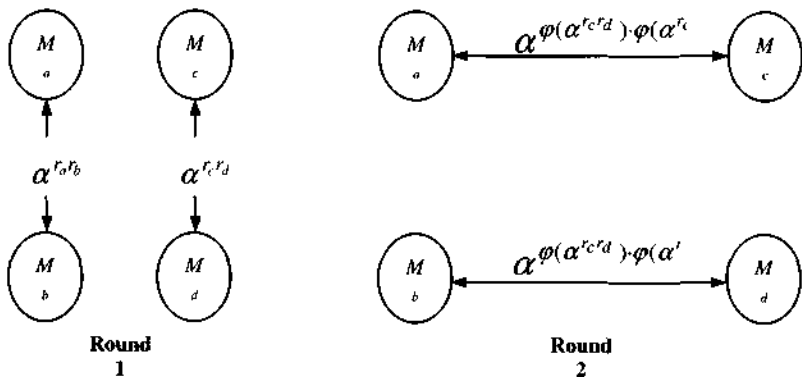 M a M c
α^{r_a r_b} α^{r_c r_d}
M b M d
Round
1
M a α^{φ(α^{r_c r_d})·φ(α^{r_c} M c
M b α^{φ(α^{r_c r_d})·φ(α^{r} M d
Round
2